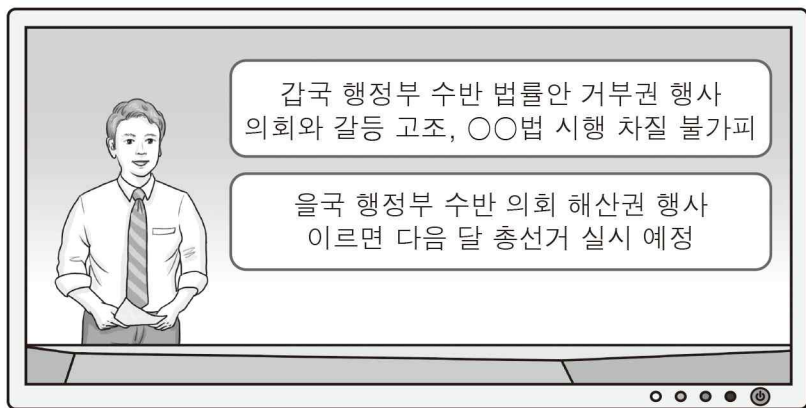 갑국 행정부 수반 법률안 거부권 행사
의회와 갈등 고조, ○○법 시행 차질 불가피
을국 행정부 수반 의회 해산권 행사
이르면 다음 달 총선거 실시 예정